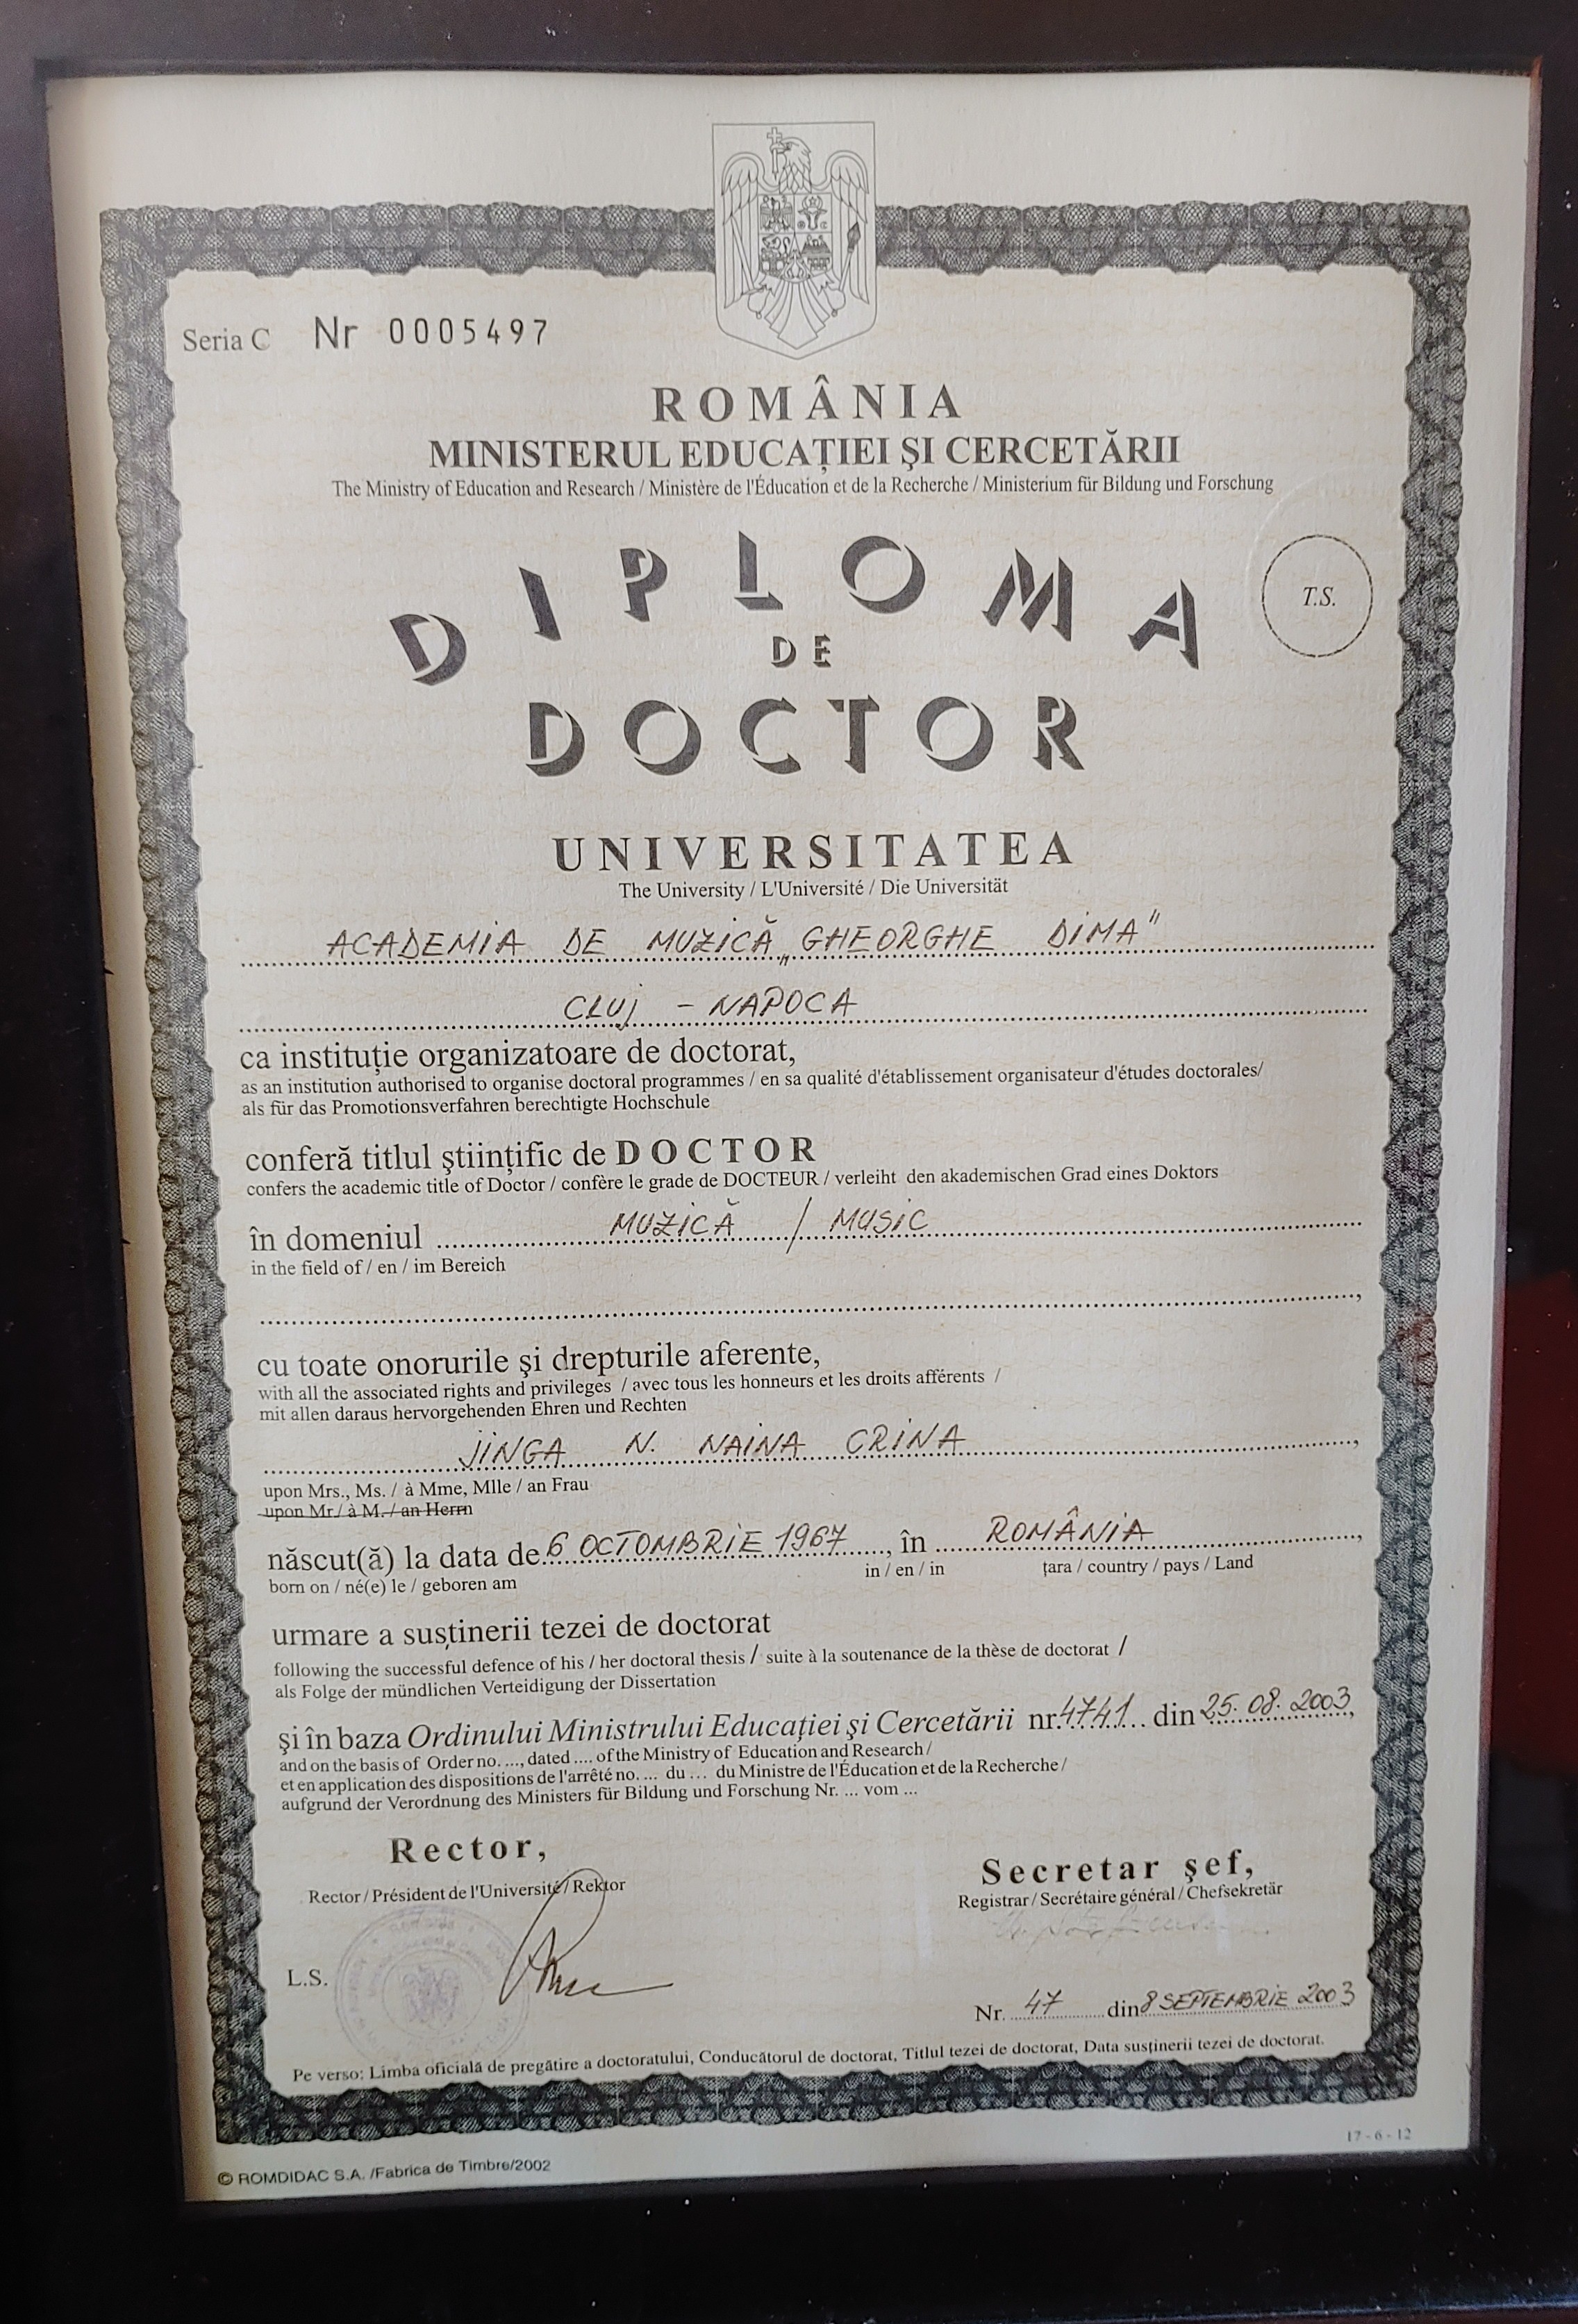 Seria C Nr 0005497
ROMÂNIA
MINISTERUL EDUCAȚIEI ȘI CERCETĂRII
The Ministry of Education and Research / Ministère de l'Éducation et de la Recherche / Ministerium für Bildung und Forschung
DIPLOMA
T.S.
DE
DOCTOR
UNIVERSITATEA
The University / L'Université / Die Universität
ACADEMIA DE MUZICĂ „GHEORGHE DIMA"
CLUJ - NAPOCA
ca instituție organizatoare de doctorat,
as an institution authorised to organise doctoral programmes / en sa qualité d'établissement organisateur d'études doctorales/
als für das Promotionsverfahren berechtigte Hochschule
conferă titlul științific de DOCTOR
confers the academic title of Doctor / confère le grade de DOCTEUR / verleiht den akademischen Grad eines Doktors
în domeniul MUZICĂ / MUSIC
in the field of / en / im Bereich
cu toate onorurile și drepturile aferente,
with all the associated rights and privileges / avec tous les honneurs et les droits afférents /
mit allen daraus hervorgehenden Ehren und Rechten
JINGA N. NAINA CRINA,
upon Mrs., Ms. / à Mme, Mlle / an Frau
upon Mr./ à M. / an Herrn
născut(ă) la data de 6 OCTOMBRIE 1967, în ROMÂNIA,
born on / né(e) le / geboren am in / en / in țara / country / pays / Land
urmare a susținerii tezei de doctorat
following the successful defence of his / her doctoral thesis / suite à la soutenance de la thèse de doctorat /
als Folge der mündlichen Verteidigung der Dissertation
și în baza Ordinului Ministrului Educației și Cercetării nr. 4741 din 25.08.2003,
and on the basis of Order no. ..., dated .... of the Ministry of Education and Research /
et en application des dispositions de l'arrêté no. ... du ... du Ministre de l'Éducation et de la Recherche /
aufgrund der Verordnung des Ministers für Bildung und Forschung Nr. ... vom ...
Rector,
Rector / Président de l'Université / Rektor
Secretar șef,
Registrar / Secrétaire général / Chefsekretär
L.S.
Nr. 47 din 8 SEPTEMBRIE 2003
Pe verso: Limba oficială de pregătire a doctoratului, Conducătorul de doctorat, Titlul tezei de doctorat, Data susținerii tezei de doctorat.
17 - 6 - 12
© ROMDIDAC S.A. /Fabrica de Timbre/2002